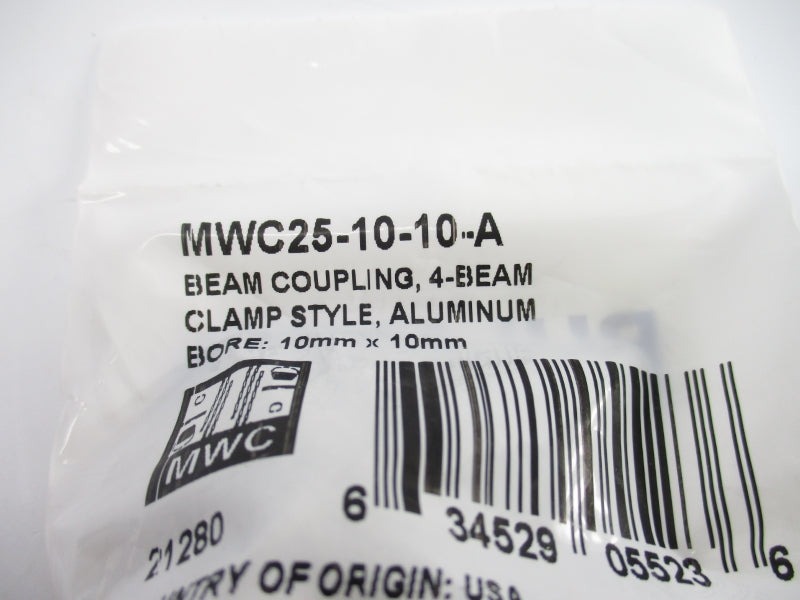 MWC25-10-10-A
BEAM COUPLING, 4-BEAM
CLAMP STYLE, ALUMINUM
BORE: 10mm x 10mm
MWC
6 34529 05523 6
21280
OF ORIGIN: USA